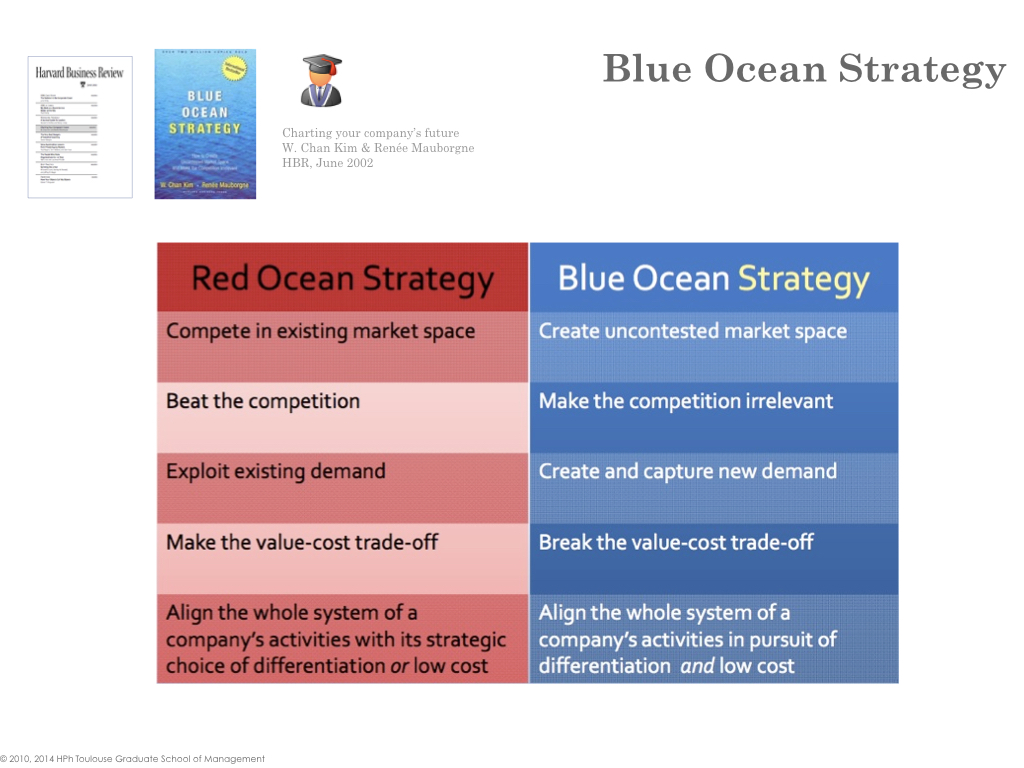 Blue Ocean Strategy
Harvard Business Review
BLUE
OCEAN
STRATEGY
W. Chan Kim • Renée Mauborgne
Charting your company's future
W. Chan Kim & Renée Mauborgne
HBR, June 2002
Red Ocean Strategy
Blue Ocean Strategy
Compete in existing market space
Create uncontested market space
Beat the competition
Make the competition irrelevant
Exploit existing demand
Create and capture new demand
Make the value-cost trade-off
Break the value-cost trade-off
Align the whole system of a
company's activities with its strategic
choice of differentiation or low cost
Align the whole system of a
company's activities in pursuit of
differentiation and low cost
© 2010, 2014 HPh Toulouse Graduate School of Management